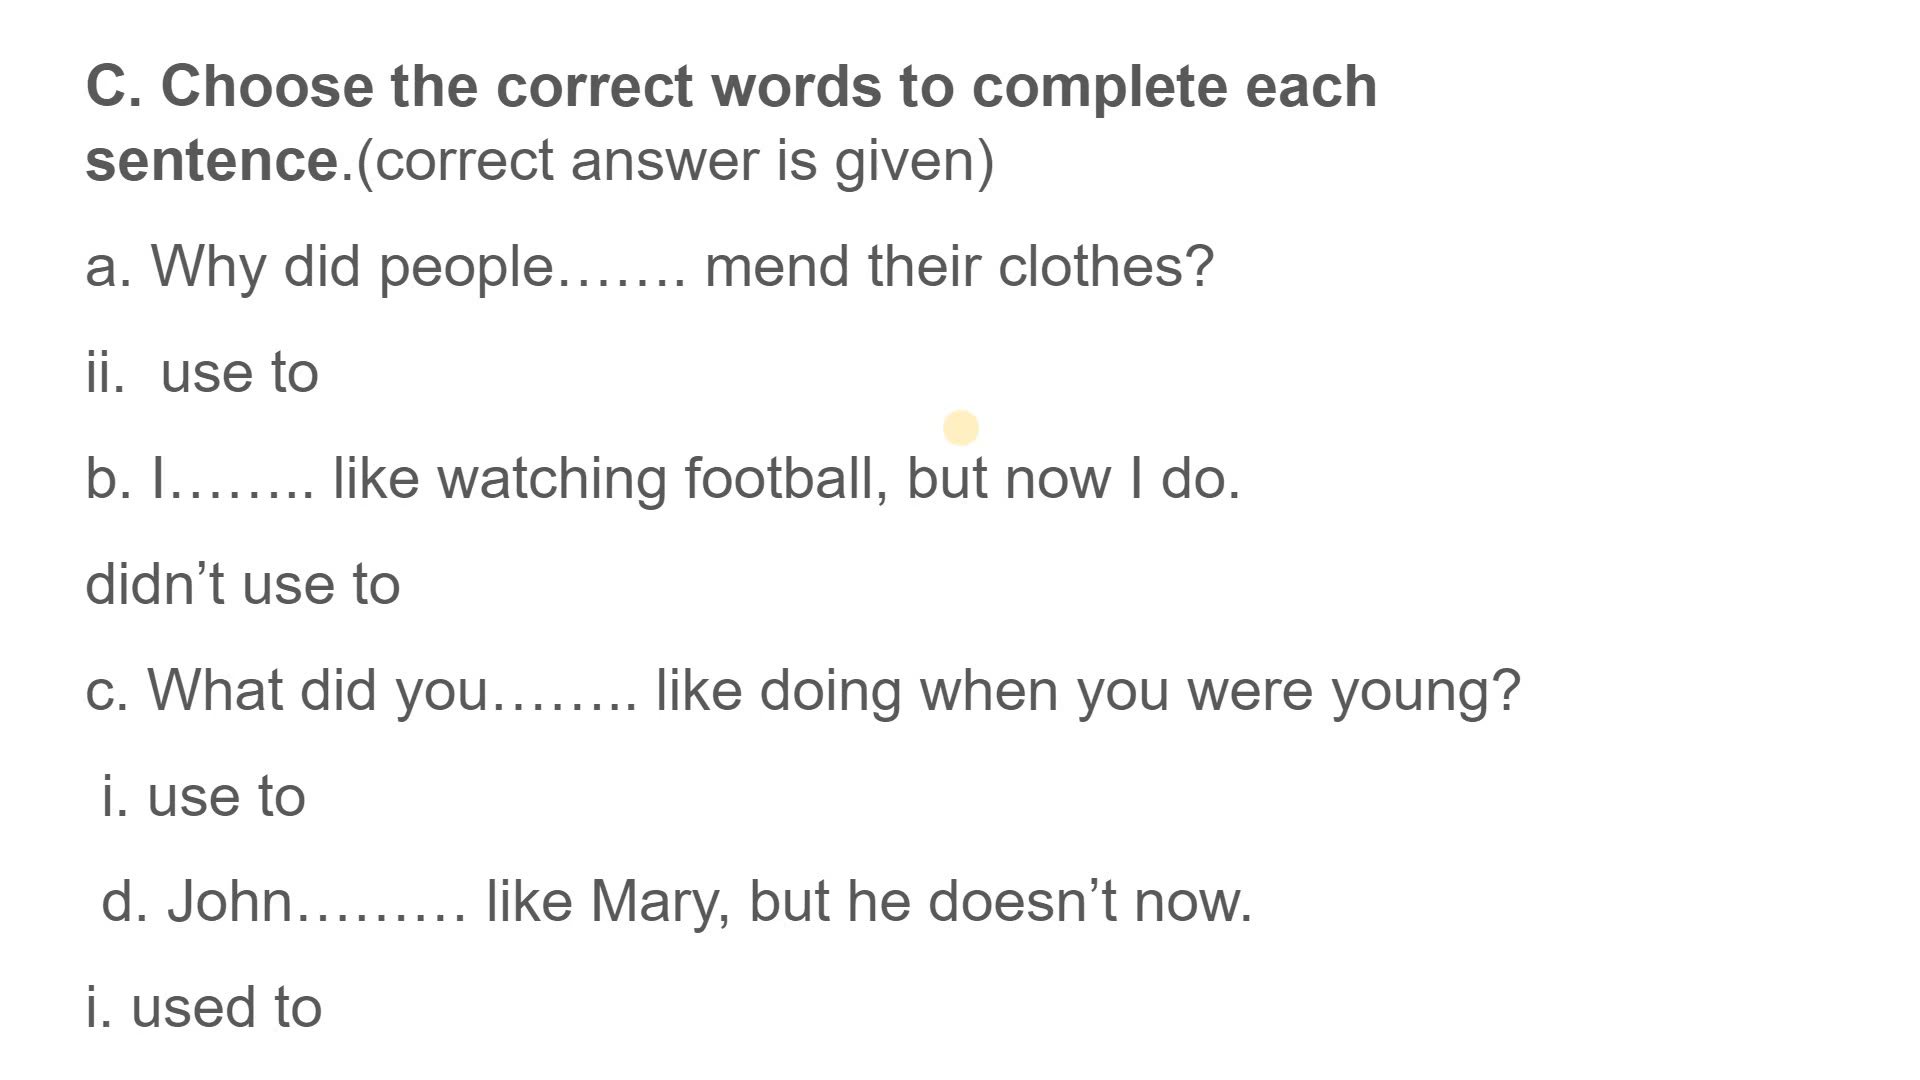 C. Choose the correct words to complete each
sentence.(correct answer is given)
a. Why did people……. mend their clothes?
ii.  use to
b. I…….. like watching football, but now I do.
didn’t use to
c. What did you…….. like doing when you were young?
i. use to
d. John……… like Mary, but he doesn’t now.
i. used to